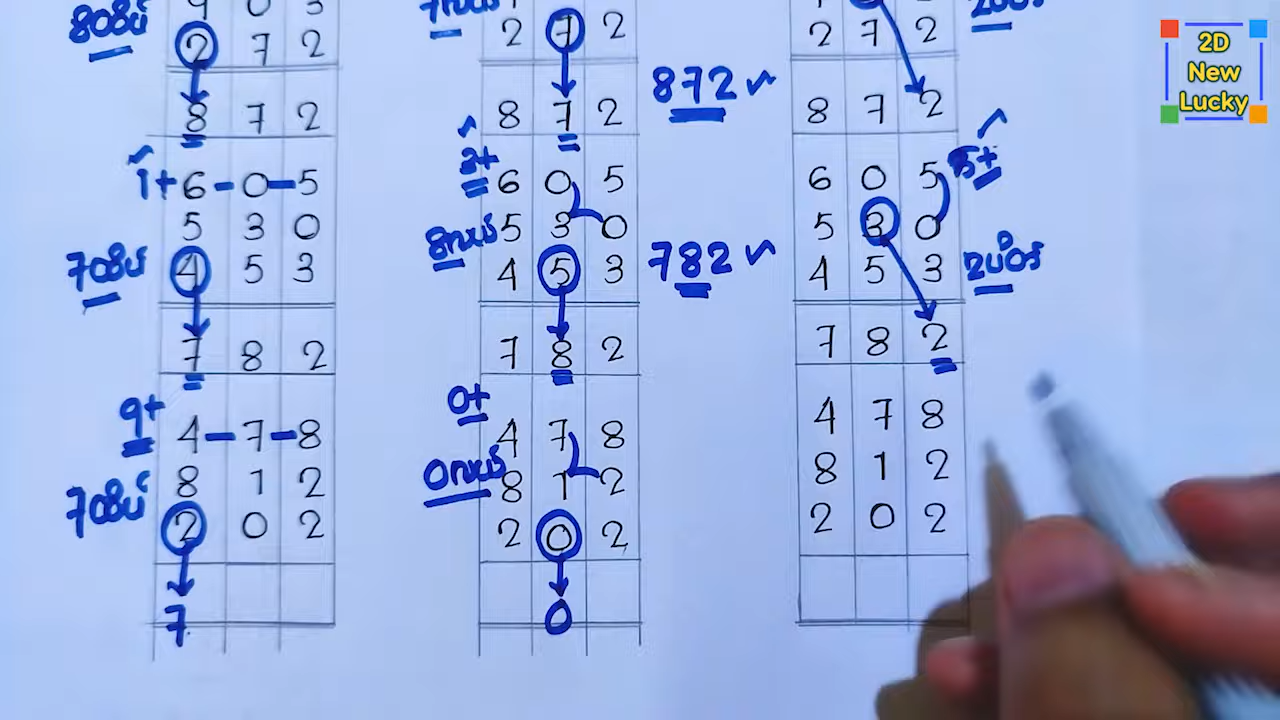 2D
New
Lucky
2 7 2
8 7 2
1+ 6 - 0 - 5
5 3 0
4 5 3
7 8 2
9+
4 - 7 - 8
8 1 2
2 0 2
7
2 7 2
872
8 7 2
3+
6 0 5
5 3 0
4 5 3
782
7 8 2
0+
4 7 8
8 1 2
2 0 2
0
2 7 2
8 7 2
6 0 5 5+
5 3 0
4 5 3
7 8 2
4 7 8
8 1 2
2 0 2